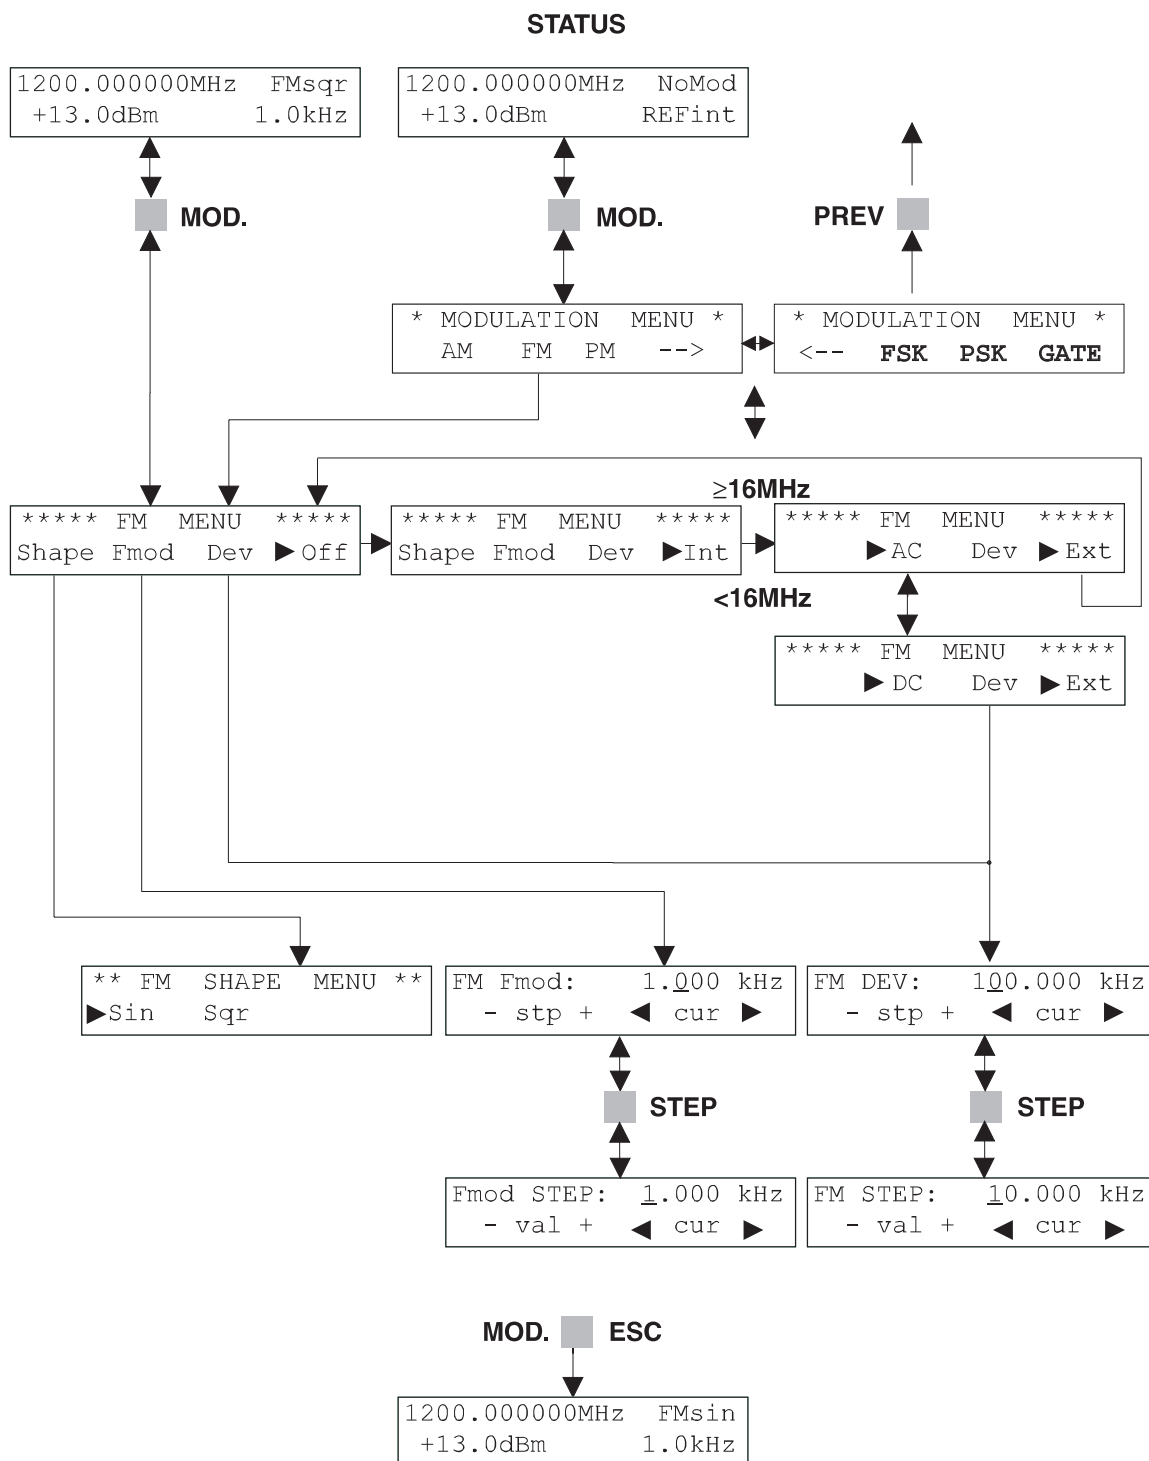 STATUS
1200.000000MHz FMsqr
+13.0dBm 1.0kHz
1200.000000MHz NoMod
+13.0dBm REFint
MOD.
MOD.
PREV
* MODULATION MENU *
AM FM PM -->
* MODULATION MENU *
<-- FSK PSK GATE
≥16MHz
***** FM MENU *****
Shape Fmod Dev ▶Off
***** FM MENU *****
Shape Fmod Dev ▶Int
***** FM MENU *****
▶AC Dev ▶Ext
<16MHz
***** FM MENU *****
▶DC Dev ▶Ext
** FM SHAPE MENU **
▶Sin Sqr
FM Fmod: 1.000 kHz
- stp + ◀ cur ▶
FM DEV: 100.000 kHz
- stp + ◀ cur ▶
STEP
STEP
Fmod STEP: 1.000 kHz
- val + ◀ cur ▶
FM STEP: 10.000 kHz
- val + ◀ cur ▶
MOD. ESC
1200.000000MHz FMsin
+13.0dBm 1.0kHz